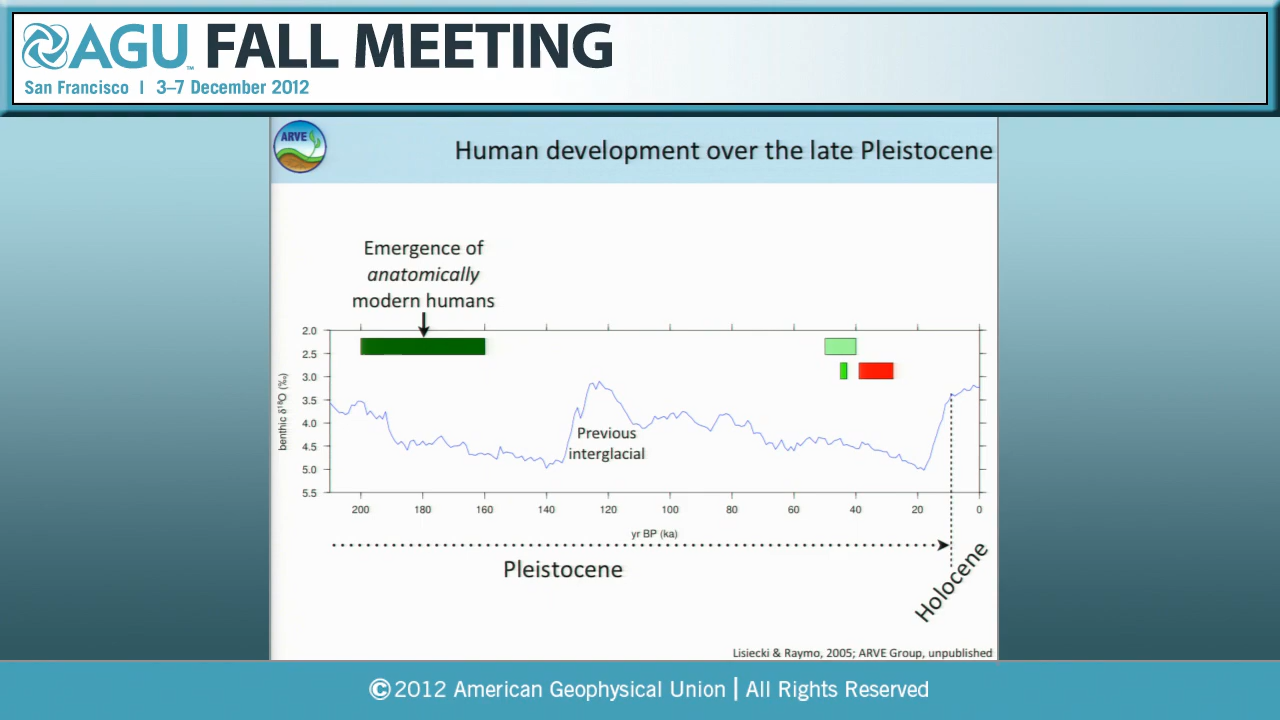 AGU™ FALL MEETING
San Francisco | 3–7 December 2012
ARVE
Human development over the late Pleistocene
Emergence of
anatomically
modern humans
2.0
2.5
3.0
3.5
4.0
4.5
5.0
5.5
benthic δ¹⁸O (‰)
Previous
interglacial
200 180 160 140 120 100 80 60 40 20 0
yr BP (ka)
Pleistocene
Holocene
Lisiecki & Raymo, 2005; ARVE Group, unpublished
©2012 American Geophysical Union | All Rights Reserved